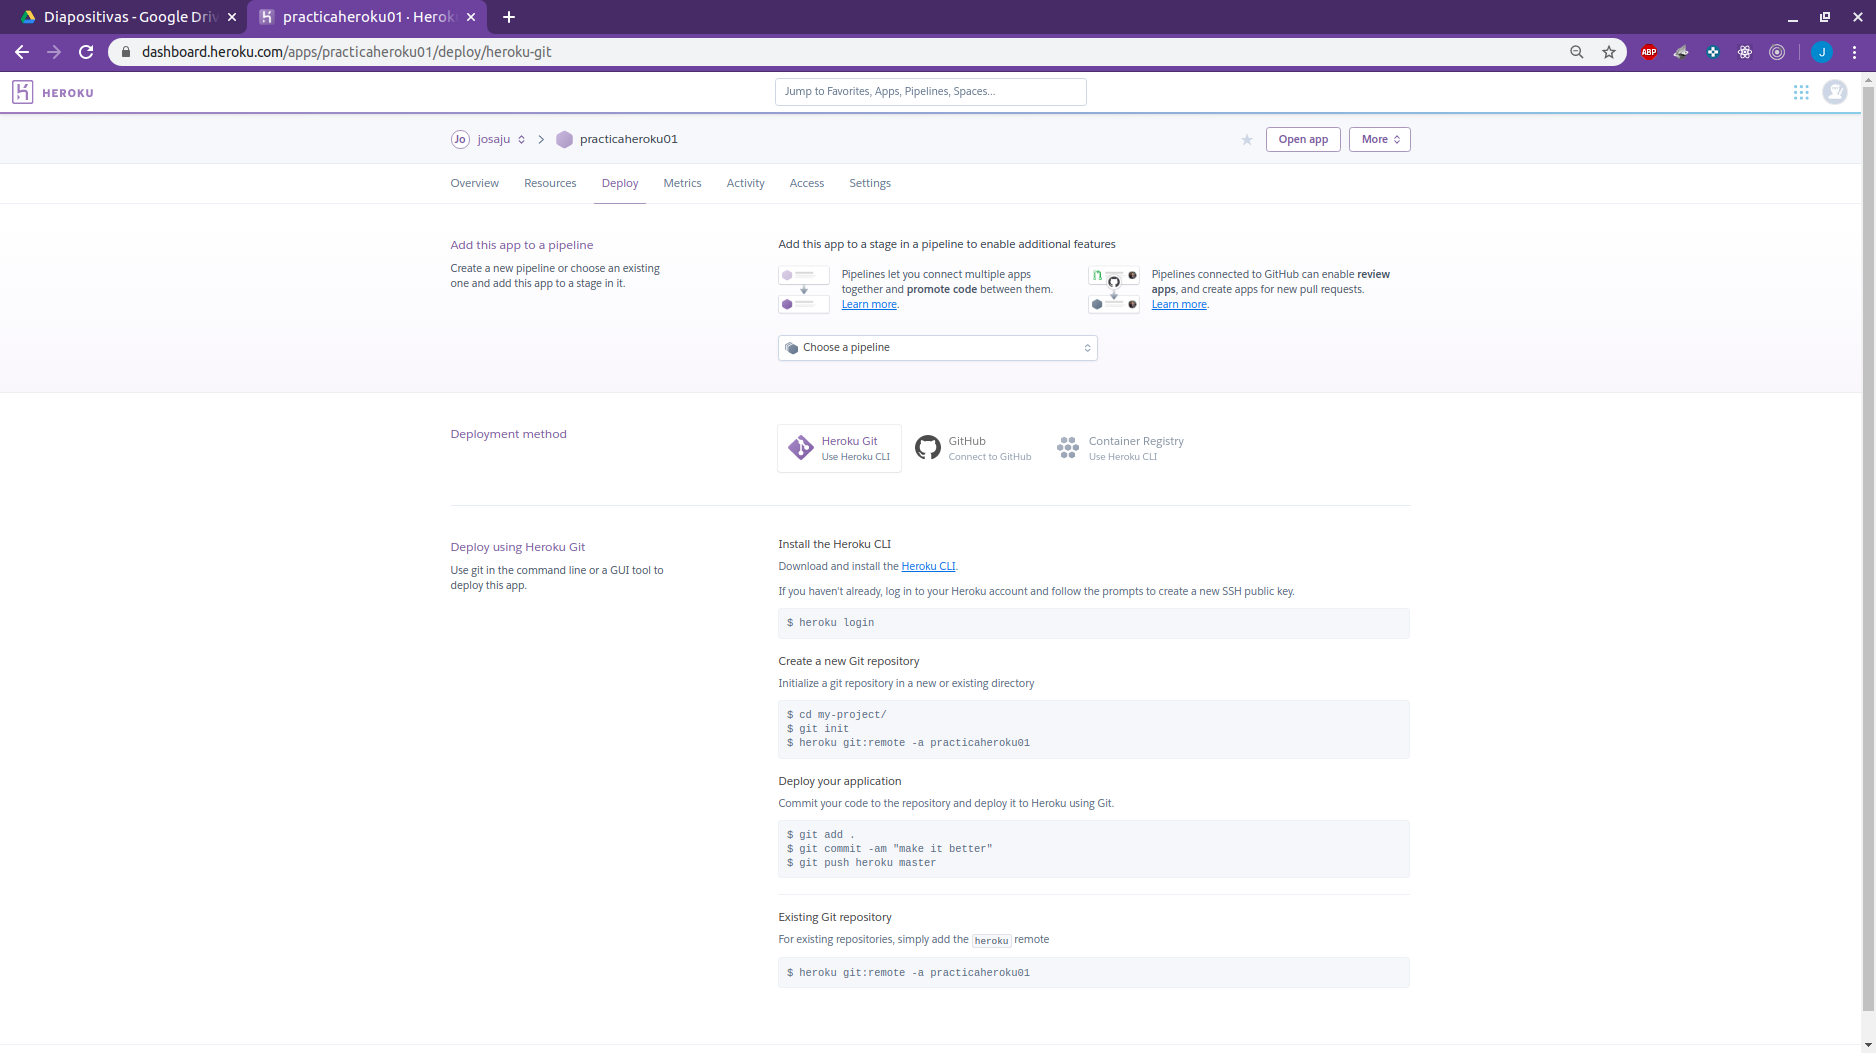 Diapositivas - Google Driv
practicaheroku01 · Herok
dashboard.heroku.com/apps/practicaheroku01/deploy/heroku-git
ABP
J
HEROKU
Jump to Favorites, Apps, Pipelines, Spaces...
Jo josaju practicaheroku01
Open app
More
Overview
Resources
Deploy
Metrics
Activity
Access
Settings
Add this app to a pipeline
Create a new pipeline or choose an existing
one and add this app to a stage in it.
Add this app to a stage in a pipeline to enable additional features
Pipelines let you connect multiple apps
together and promote code between them.
Learn more.
Pipelines connected to GitHub can enable review
apps, and create apps for new pull requests.
Learn more.
Choose a pipeline
Deployment method
Heroku Git
Use Heroku CLI
GitHub
Connect to GitHub
Container Registry
Use Heroku CLI
Deploy using Heroku Git
Use git in the command line or a GUI tool to
deploy this app.
Install the Heroku CLI
Download and install the Heroku CLI.
If you haven't already, log in to your Heroku account and follow the prompts to create a new SSH public key.
$ heroku login
Create a new Git repository
Initialize a git repository in a new or existing directory
$ cd my-project/
$ git init
$ heroku git:remote -a practicaheroku01
Deploy your application
Commit your code to the repository and deploy it to Heroku using Git.
$ git add .
$ git commit -am "make it better"
$ git push heroku master
Existing Git repository
For existing repositories, simply add the heroku remote
$ heroku git:remote -a practicaheroku01